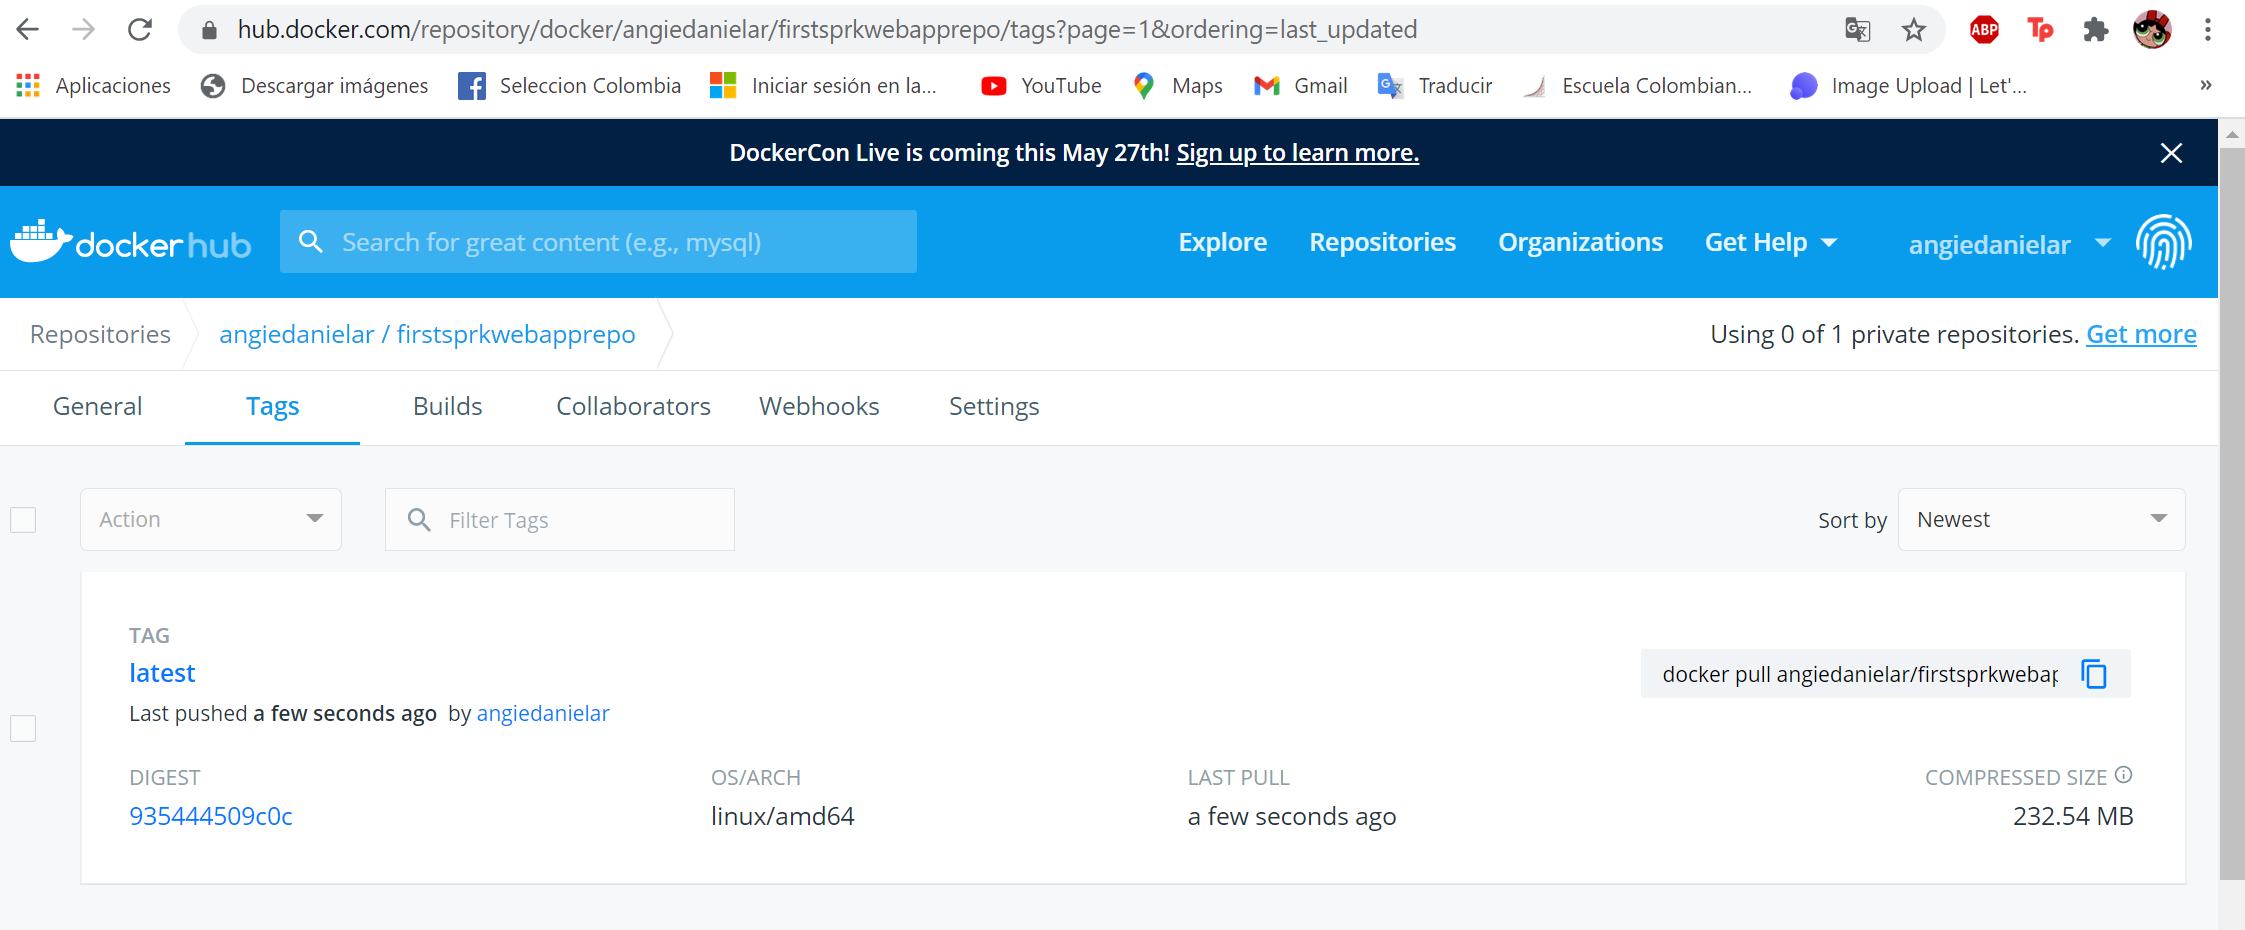 hub.docker.com/repository/docker/angiedanielar/firstsprkwebapprepo/tags?page=1&ordering=last_updated
ABP
Tp
Aplicaciones
Descargar imágenes
Seleccion Colombia
Iniciar sesión en la...
YouTube
Maps
Gmail
Traducir
Escuela Colombian...
Image Upload | Let'...
»
DockerCon Live is coming this May 27th! Sign up to learn more.
dockerhub
Search for great content (e.g., mysql)
Explore
Repositories
Organizations
Get Help
angiedanielar
Repositories
angiedanielar / firstsprkwebapprepo
Using 0 of 1 private repositories. Get more
General
Tags
Builds
Collaborators
Webhooks
Settings
Action
Filter Tags
Sort by
Newest
TAG
latest
docker pull angiedanielar/firstsprkwebap
Last pushed a few seconds ago by angiedanielar
DIGEST
OS/ARCH
LAST PULL
COMPRESSED SIZE
935444509c0c
linux/amd64
a few seconds ago
232.54 MB